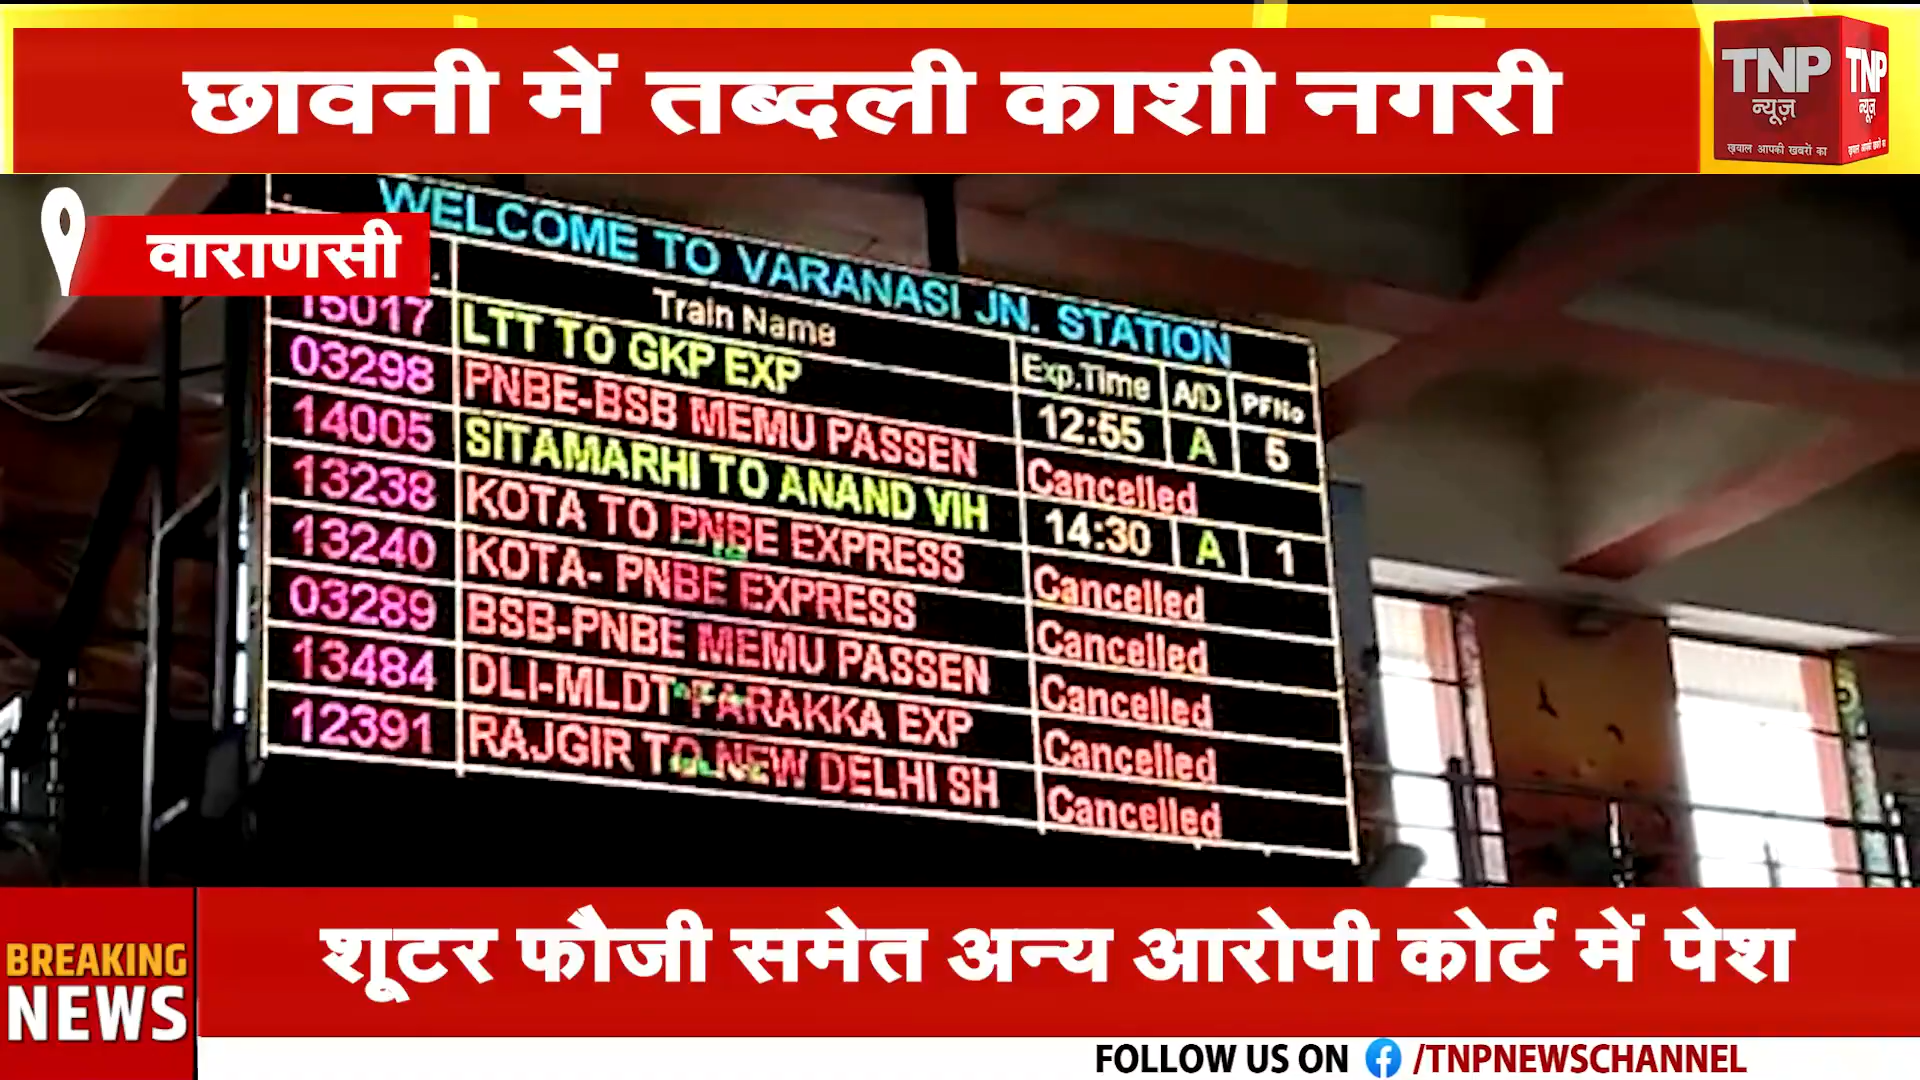 छावनी में तब्दली काशी नगरी
TNP
न्यूज़
ख़याल आपकी खबरों का
TNP
न्यूज़
वाराणसी
WELCOME TO VARANASI JN. STATION
Train Name Exp.Time A/D PFNo
15017 LTT TO GKP EXP 12:55 A 5
03298 PNBE-BSB MEMU PASSEN Cancelled
14005 SITAMARHI TO ANAND VIH 14:30 A 1
13238 KOTA TO PNBE EXPRESS Cancelled
13240 KOTA- PNBE EXPRESS Cancelled
03289 BSB-PNBE MEMU PASSEN Cancelled
13484 DLI-MLDT FARAKKA EXP Cancelled
12391 RAJGIR TO NEW DELHI SH Cancelled
BREAKING
NEWS
शूटर फौजी समेत अन्य आरोपी कोर्ट में पेश
FOLLOW US ON /TNPNEWSCHANNEL